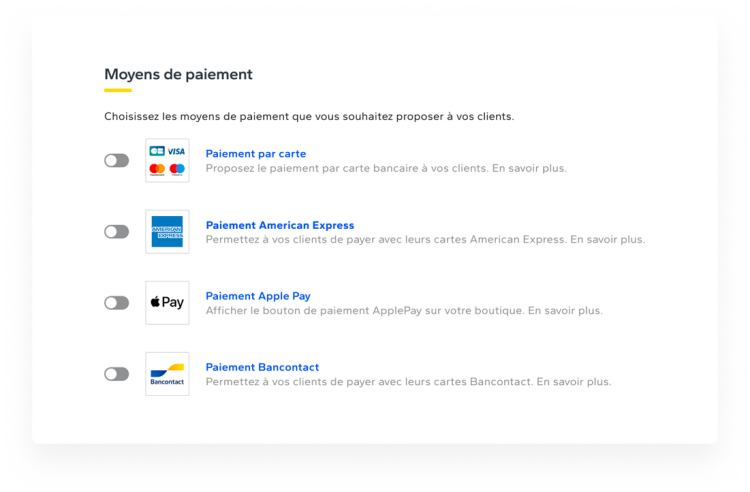 Moyens de paiement
Choisissez les moyens de paiement que vous souhaitez proposer à vos clients.
CB VISA
Paiement par carte
Proposez le paiement par carte bancaire à vos clients. En savoir plus.
AMERICAN
EXPRESS
Paiement American Express
Permettez à vos clients de payer avec leurs cartes American Express. En savoir plus.
Pay
Paiement Apple Pay
Afficher le bouton de paiement ApplePay sur votre boutique. En savoir plus.
Bancontact
Paiement Bancontact
Permettez à vos clients de payer avec leurs cartes Bancontact. En savoir plus.